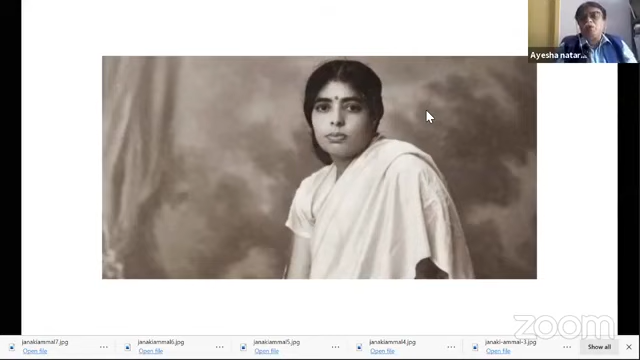 Ayesha natar...
zoom
janakiammal7.jpg
Open file
janakiammal6.jpg
Open file
janakiammal5.jpg
Open file
janakiammal4.jpg
Open file
janaki-ammal-3.jpg
Open file
Show all